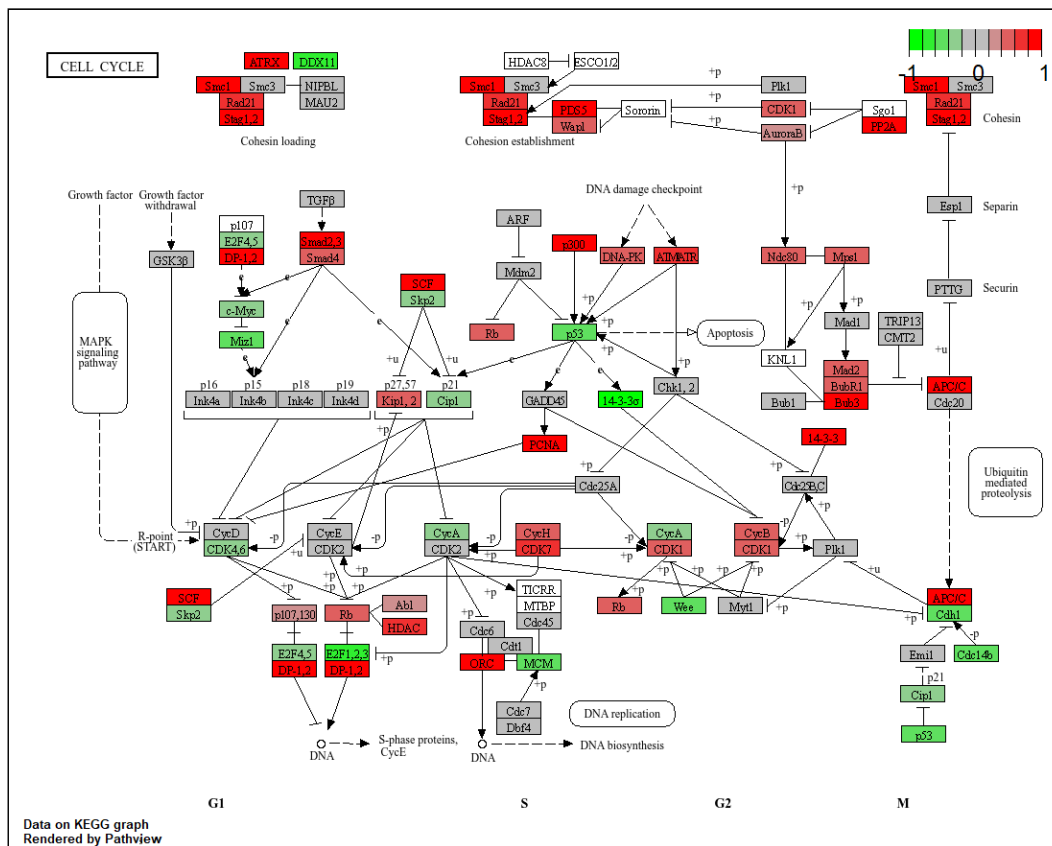 CELL CYCLE
ATRX DDX11
Smc1 Smc3 NIPBL
Rad21 MAU2
Stag1,2
Cohesin loading
HDAC8 ESCO1/2
+p
Smc1 Smc3
Rad21
Stag1,2
PDS5
Wapl
Sororin
Cohesion establishment
+p
+p
Plk1
CDK1
AuroraB
Sgo1
PP2A
Smc1 Smc3
Rad21
Stag1,2
Cohesin
-1 0 1
Growth factor
Growth factor
withdrawal
GSK3β
MAPK
signaling
pathway
p107
E2F4,5
DP-1,2
e
c-Myc
Miz1
e
TGFβ
Smad2,3
Smad4
e
SCF
Skp2
+u
+u
ARF
Mdm2
Rb
DNA damage checkpoint
p300
DNA-PK
ATM/ATR
+p
+p
p53
+p
Apoptosis
e
e
+p
+p
Ndc80
Mps1
+p
+p
KNL1
Mad1
TRIP13
CMT2
Mad2
BubR1
Bub3
Bub1
Esp1
Separin
PTTG
Securin
+u
APC/C
Cdc20
p16 p15 p18 p19
Ink4a Ink4b Ink4c Ink4d
p27,57
Kip1, 2
p21
Cip1
+p
GADD45
14-3-3σ
Chk1, 2
PCNA
14-3-3
+p
+p
Cdc25A
Cdc25B,C
Ubiquitin
mediated
proteolysis
R-point
(START)
+p
CycD
CDK4,6
-p
CycE
CDK2
-p
+u
CycA
CDK2
-p
+p
CycH
CDK7
-p
+p
CycA
CDK1
CycB
CDK1
-p
+p
+p
Plk1
+u
SCF
Skp2
+p
+p
+p
+p
p107,130
Rb
Abl
HDAC
E2F4,5
DP-1,2
E2F1,2,3
DP-1,2
+p
+p
Cdc6
Cdt1
ORC
TICRR
MTBP
Cdc45
MCM
+p
Cdc7
Dbf4
+p
Rb
+p
Wee
+p
Myt1
+p
+p
APC/C
Cdh1
-p
Emi1
Cdc14b
p21
Cip1
p53
DNA
S-phase proteins,
CycE
DNA
DNA biosynthesis
DNA replication
G1 S G2 M
Data on KEGG graph
Rendered by Pathview